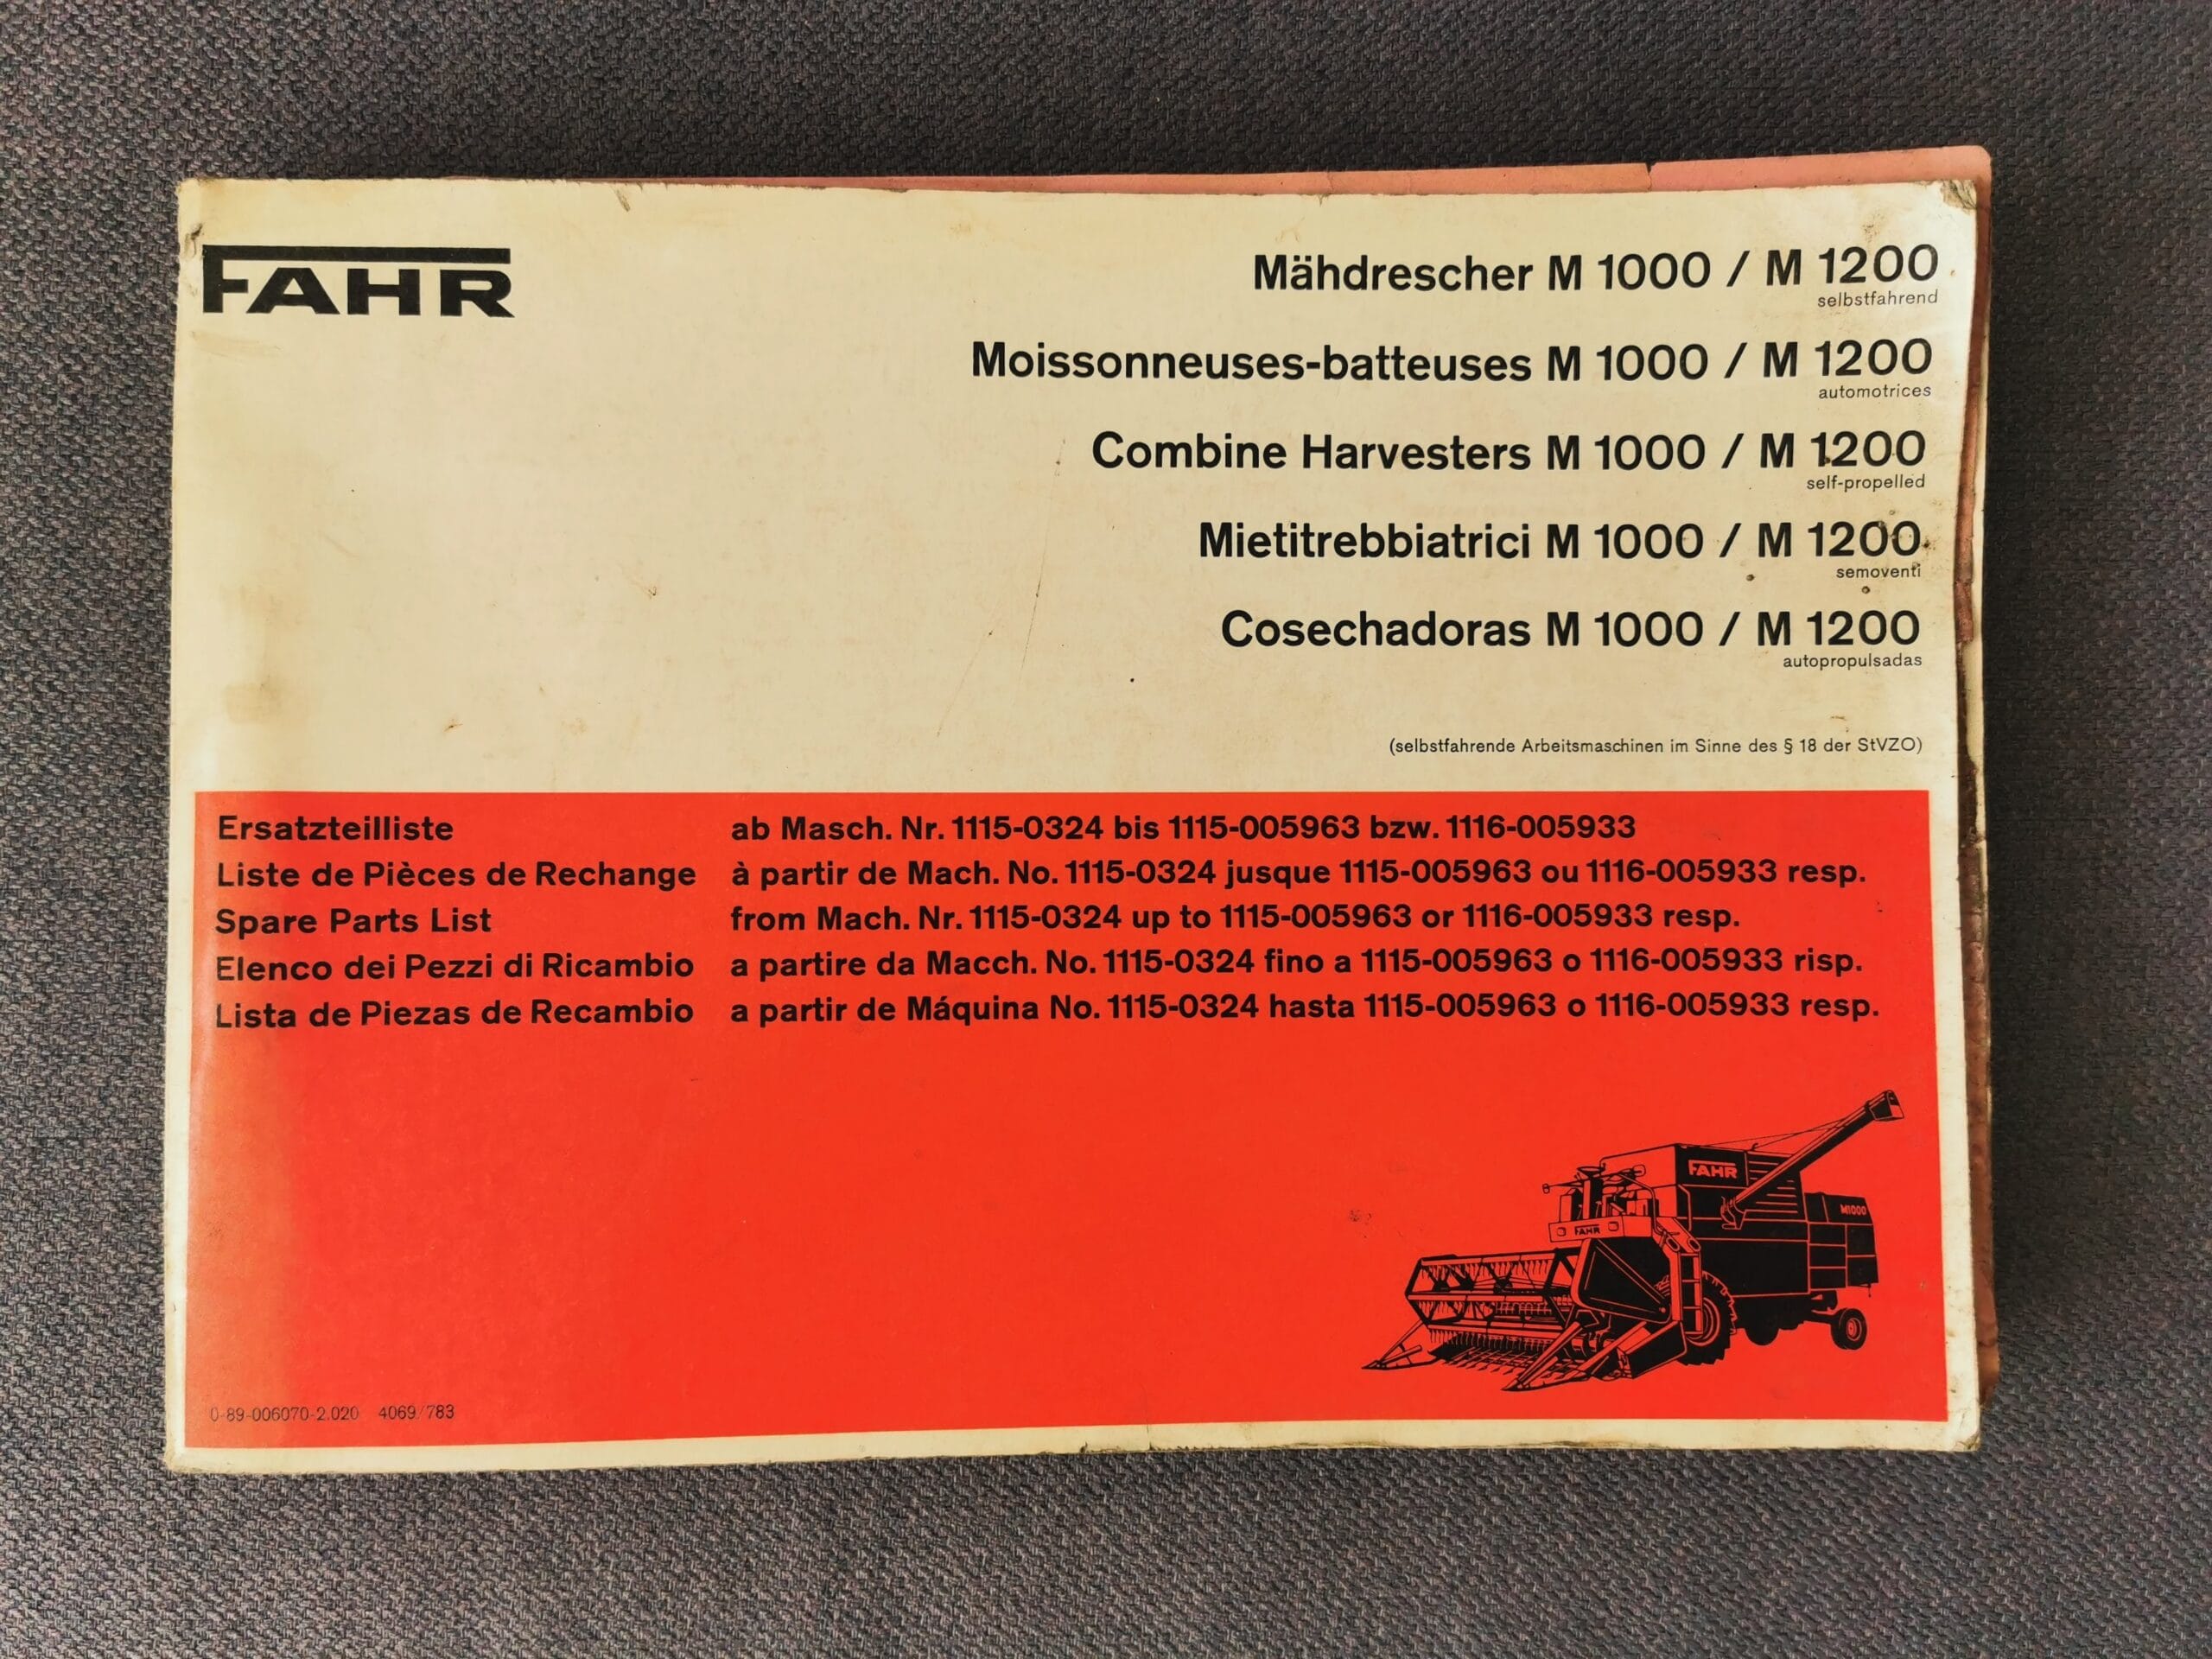 FAHR
Mähdrescher M 1000 / M 1200
selbstfahrend
Moissonneuses-batteuses M 1000 / M 1200
automotrices
Combine Harvesters M 1000 / M 1200
self-propelled
Mietitrebbiatrici M 1000 / M 1200
semoventi
Cosechadoras M 1000 / M 1200
autopropulsadas
(selbstfahrende Arbeitsmaschinen im Sinne des § 18 der StVZO)
Ersatzteilliste ab Masch. Nr. 1115-0324 bis 1115-005963 bzw. 1116-005933
Liste de Pièces de Rechange à partir de Mach. No. 1115-0324 jusque 1115-005963 ou 1116-005933 resp.
Spare Parts List from Mach. Nr. 1115-0324 up to 1115-005963 or 1116-005933 resp.
Elenco dei Pezzi di Ricambio a partire da Macch. No. 1115-0324 fino a 1115-005963 o 1116-005933 risp.
Lista de Piezas de Recambio a partir de Máquina No. 1115-0324 hasta 1115-005963 o 1116-005933 resp.
FAHR
M1000
FAHR
0-89-006070-2.020 4069/783